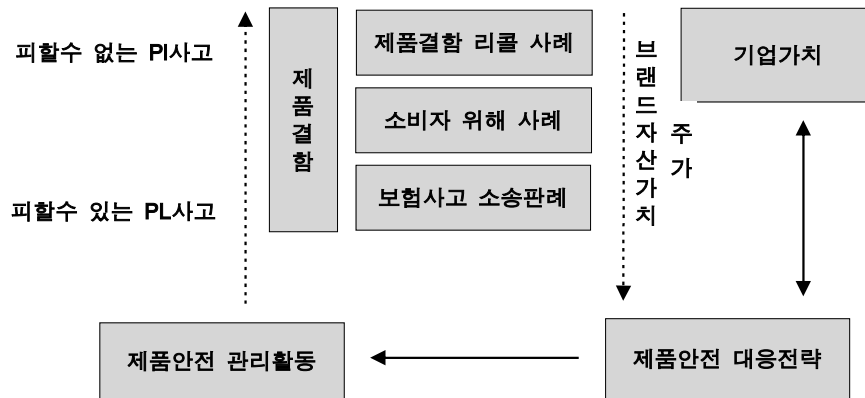 피할수 없는 PI사고
피할수 있는 PL사고
제품결함
제품결함 리콜 사례
소비자 위해 사례
보험사고 소송판례
브랜드자산가치
주가
기업가치
제품안전 관리활동
제품안전 대응전략